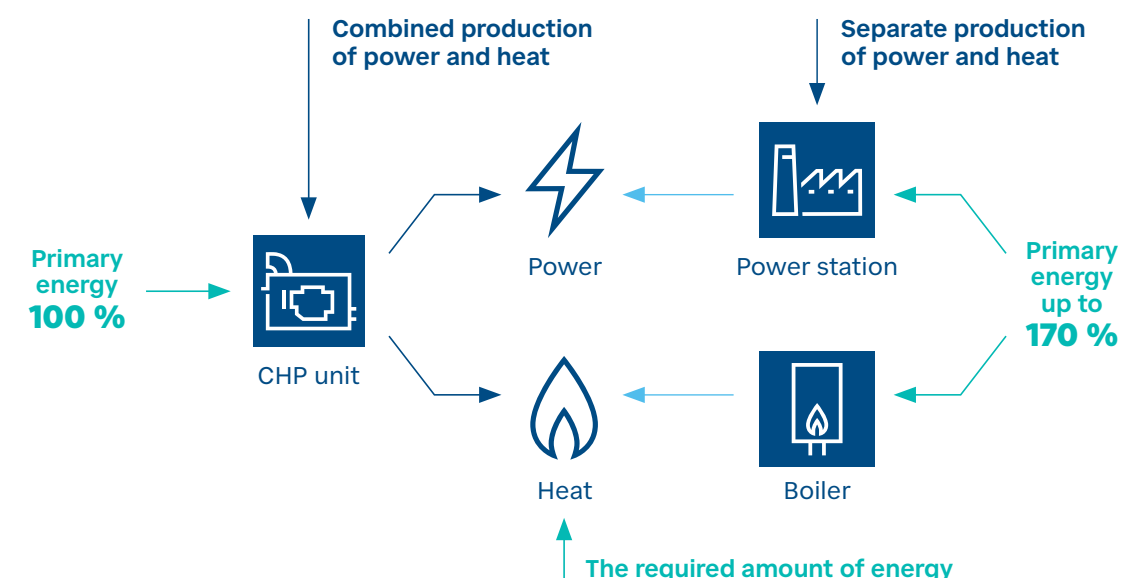 Combined production
of power and heat
Separate production
of power and heat
Primary
energy
100 %
CHP unit
Power
Power station
Primary
energy
up to
170 %
Heat
Boiler
The required amount of energy